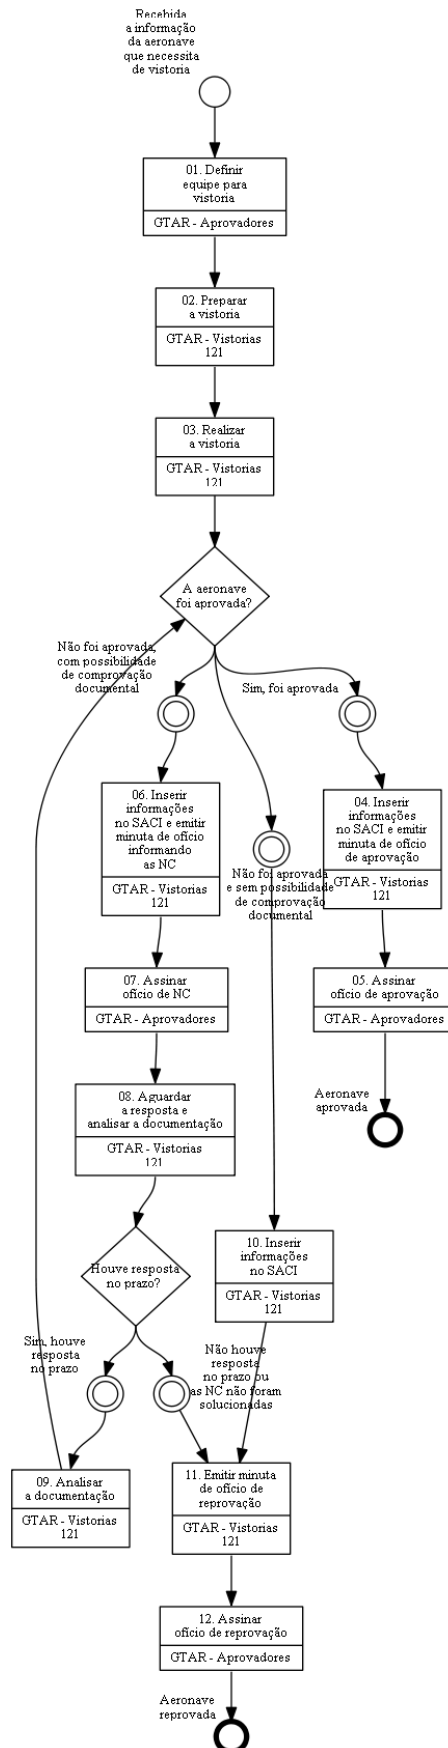 Recebida
a informação
da aeronave
que necessita
de vistoria
01. Definir
equipe para
vistoria
GTAR - Aprovadores
02. Preparar
a vistoria
GTAR - Vistorias
121
03. Realizar
a vistoria
GTAR - Vistorias
121
A aeronave
foi aprovada?
Não foi aprovada,
com possibilidade
de comprovação
documental
Sim, foi aprovada
06. Inserir
informações
no SACI e emitir
minuta de ofício
informando
as NC
GTAR - Vistorias
121
04. Inserir
informações
no SACI e emitir
minuta de ofício
de aprovação
GTAR - Vistorias
121
Não foi aprovada
e sem possibilidade
de comprovação
documental
07. Assinar
ofício de NC
GTAR - Aprovadores
05. Assinar
ofício de aprovação
GTAR - Aprovadores
08. Aguardar
a resposta e
analisar a documentação
GTAR - Vistorias
121
Aeronave
aprovada
Houve resposta
no prazo?
10. Inserir
informações
no SACI
GTAR - Vistorias
121
Sim, houve
resposta
no prazo
Não houve
resposta
no prazo ou
as NC não foram
solucionadas
09. Analisar
a documentação
GTAR - Vistorias
121
11. Emitir minuta
de ofício de
reprovação
GTAR - Vistorias
121
12. Assinar
ofício de reprovação
GTAR - Aprovadores
Aeronave
reprovada